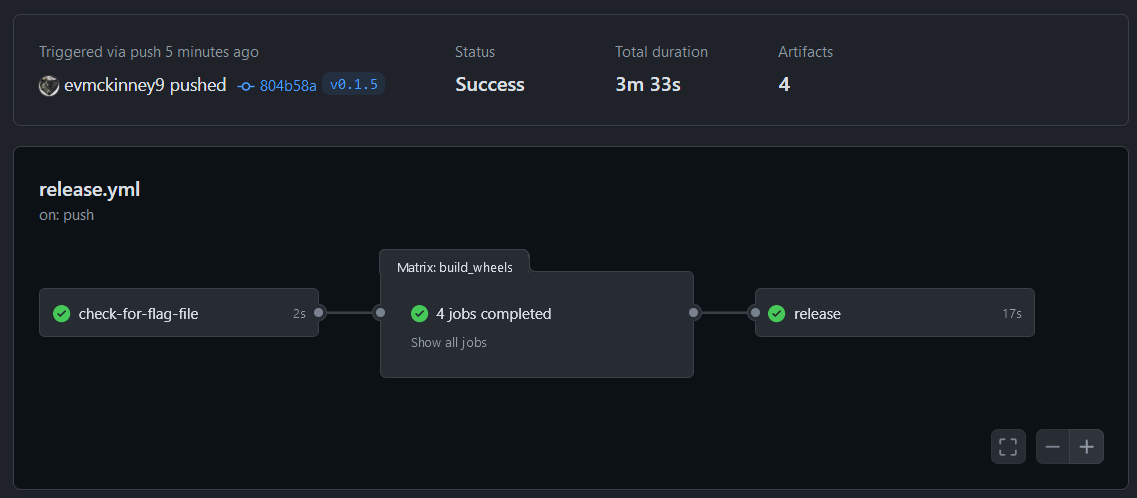 Triggered via push 5 minutes ago
evmckinney9 pushed 804b58a v0.1.5
Status
Success
Total duration
3m 33s
Artifacts
4
release.yml
on: push
check-for-flag-file 2s
Matrix: build_wheels
4 jobs completed
Show all jobs
release 17s